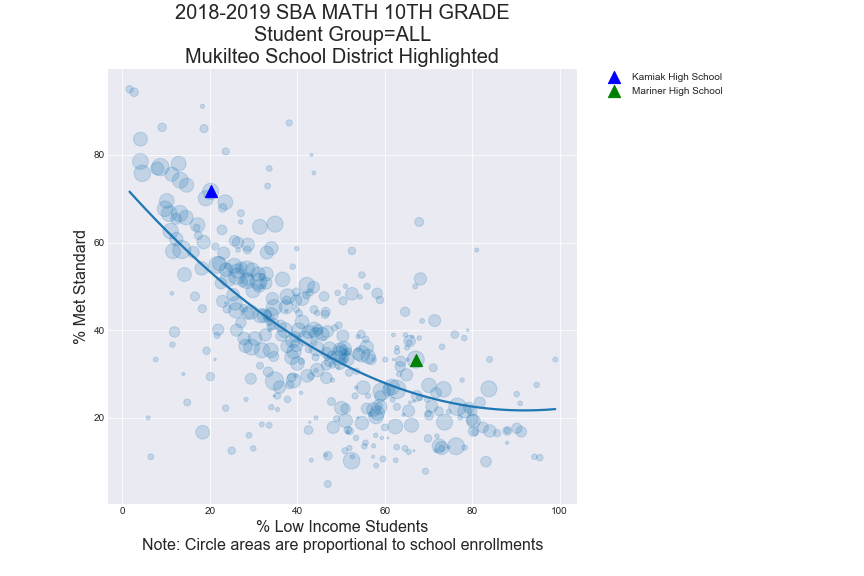 2018-2019 SBA MATH 10TH GRADE
Student Group=ALL
Mukilteo School District Highlighted
Kamiak High School
Mariner High School
% Met Standard
80
60
40
20
0 20 40 60 80 100
% Low Income Students
Note: Circle areas are proportional to school enrollments